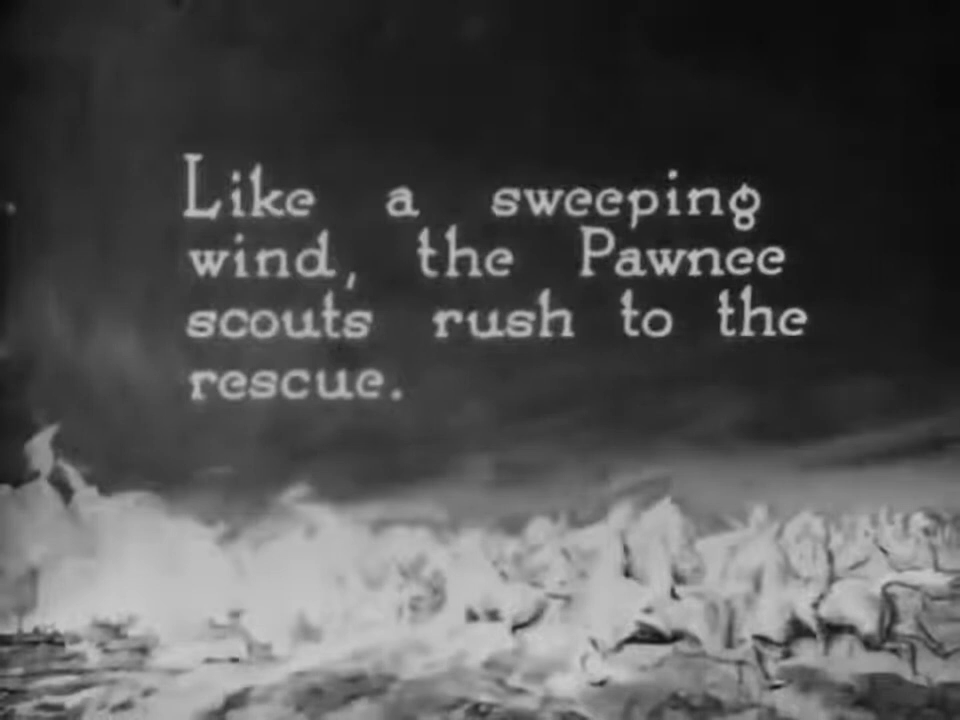 Like a sweeping
wind, the Pawnee
scouts rush to the
rescue.